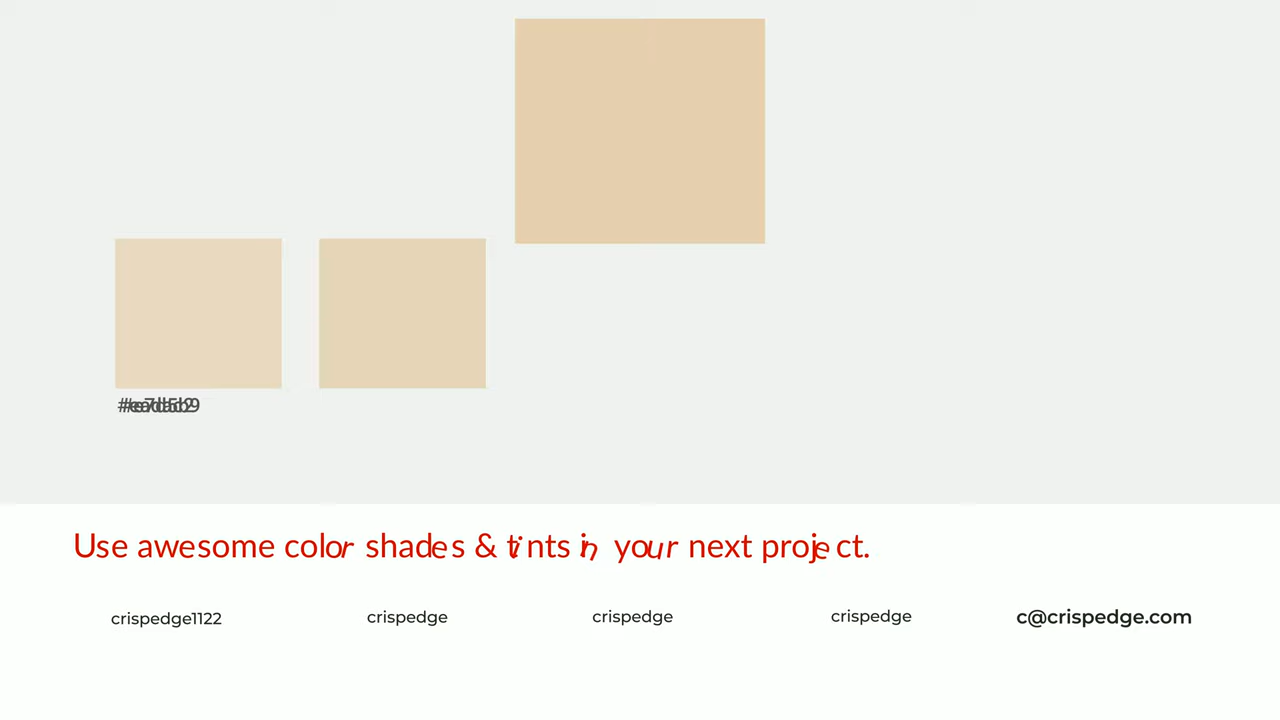 Use awesome color shades & tints in your next project.
crispedge1122 crispedge crispedge crispedge c@crispedge.com